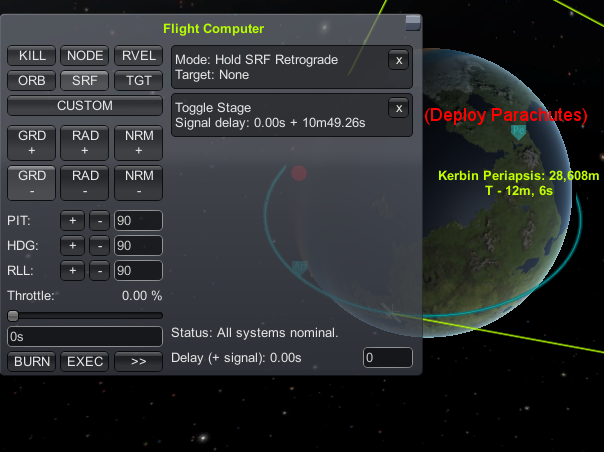 Flight Computer
KILL NODE RVEL
ORB SRF TGT
CUSTOM
GRD + RAD + NRM +
GRD - RAD - NRM -
PIT: + - 90
HDG: + - 90
RLL: + - 90
Throttle: 0.00 %
0s
BURN EXEC >>
Mode: Hold SRF Retrograde
Target: None
x
Toggle Stage
Signal delay: 0.00s + 10m49.26s
x
Status: All systems nominal.
Delay (+ signal): 0.00s 0
(Deploy Parachutes)
Pe
Kerbin Periapsis: 28,608m
T - 12m, 6s